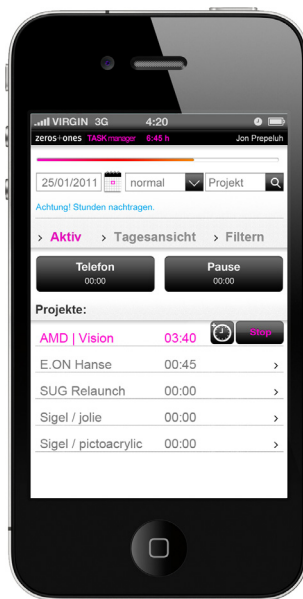 VIRGIN 3G 4:20
zeros+ones TASKmanager 6:45 h Jon Prepeluh
25/01/2011 normal Projekt
Achtung! Stunden nachtragen.
> Aktiv > Tagesansicht > Filtern
Telefon Pause
00:00 00:00
Projekte:
AMD | Vision 03:40 Stop
E.ON Hanse 00:45 >
SUG Relaunch 00:00 >
Sigel / jolie 00:00 >
Sigel / pictoacrylic 00:00 >